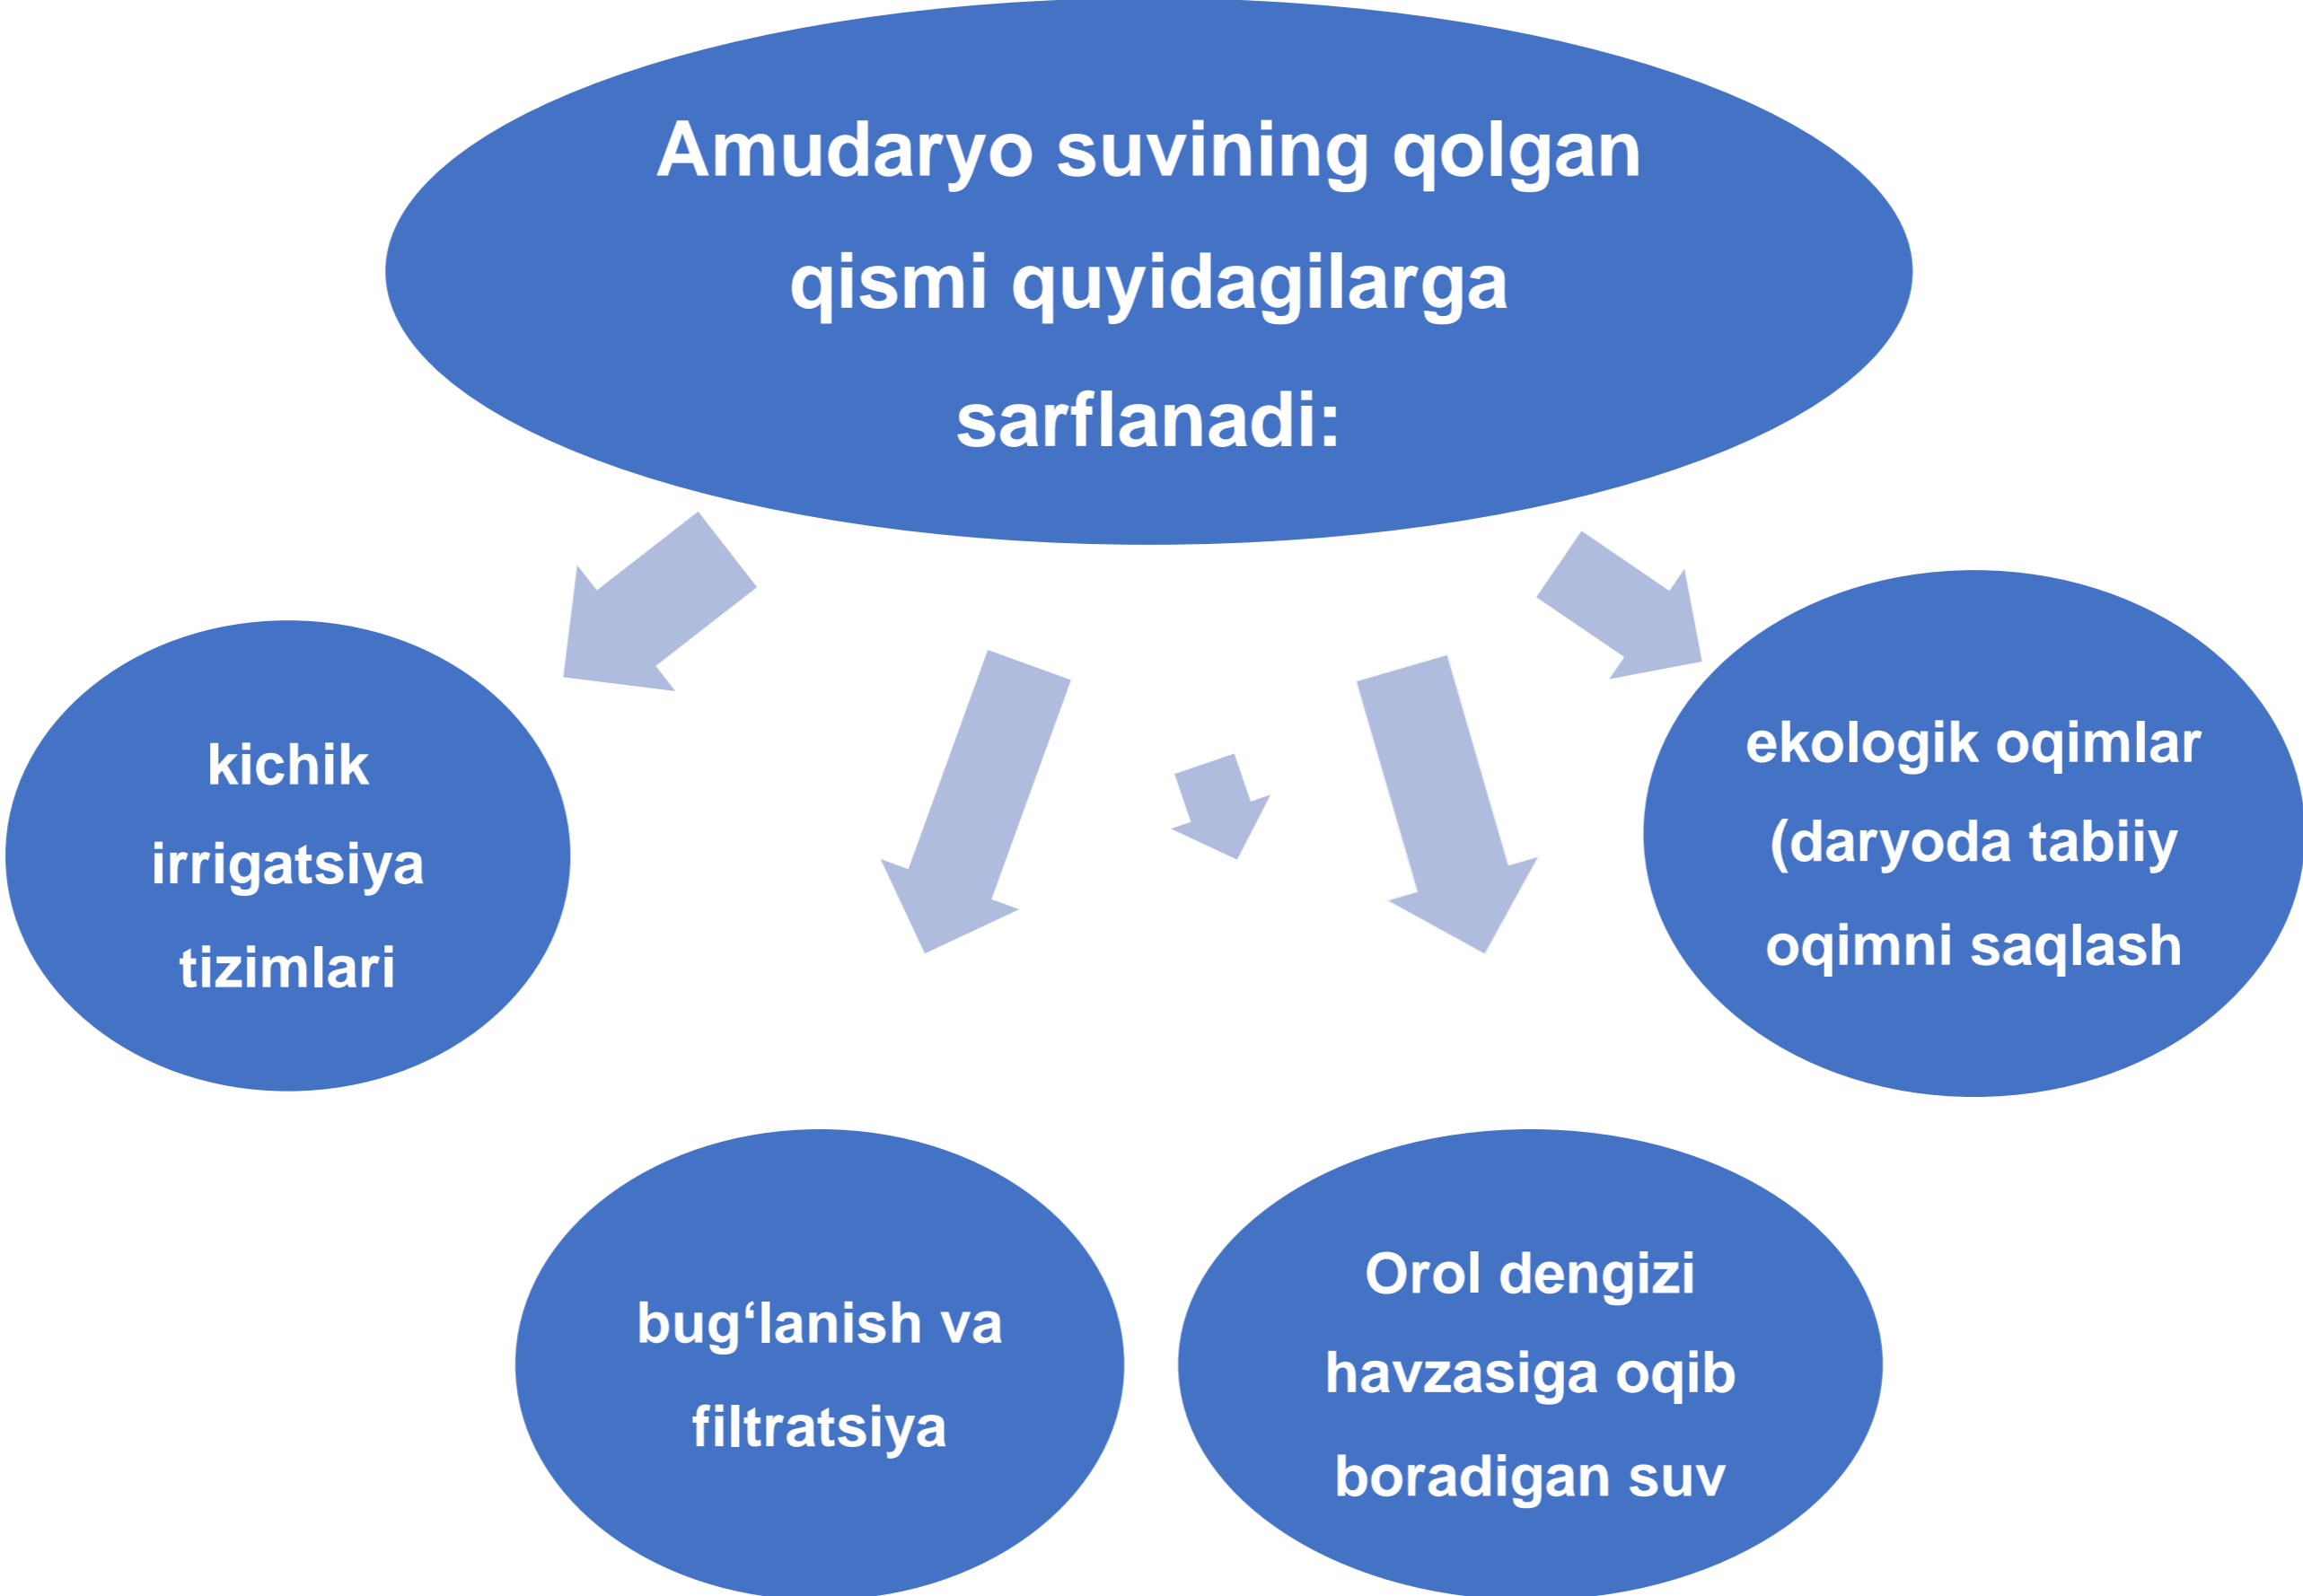 Amudaryo suvining qolgan
qismi quyidagilarga
sarflanadi:
kichik
irrigatsiya
tizimlari
bug‘lanish va
filtratsiya
Orol dengizi
havzasiga oqib
boradigan suv
ekologik oqimlar
(daryoda tabiiy
oqimni saqlash